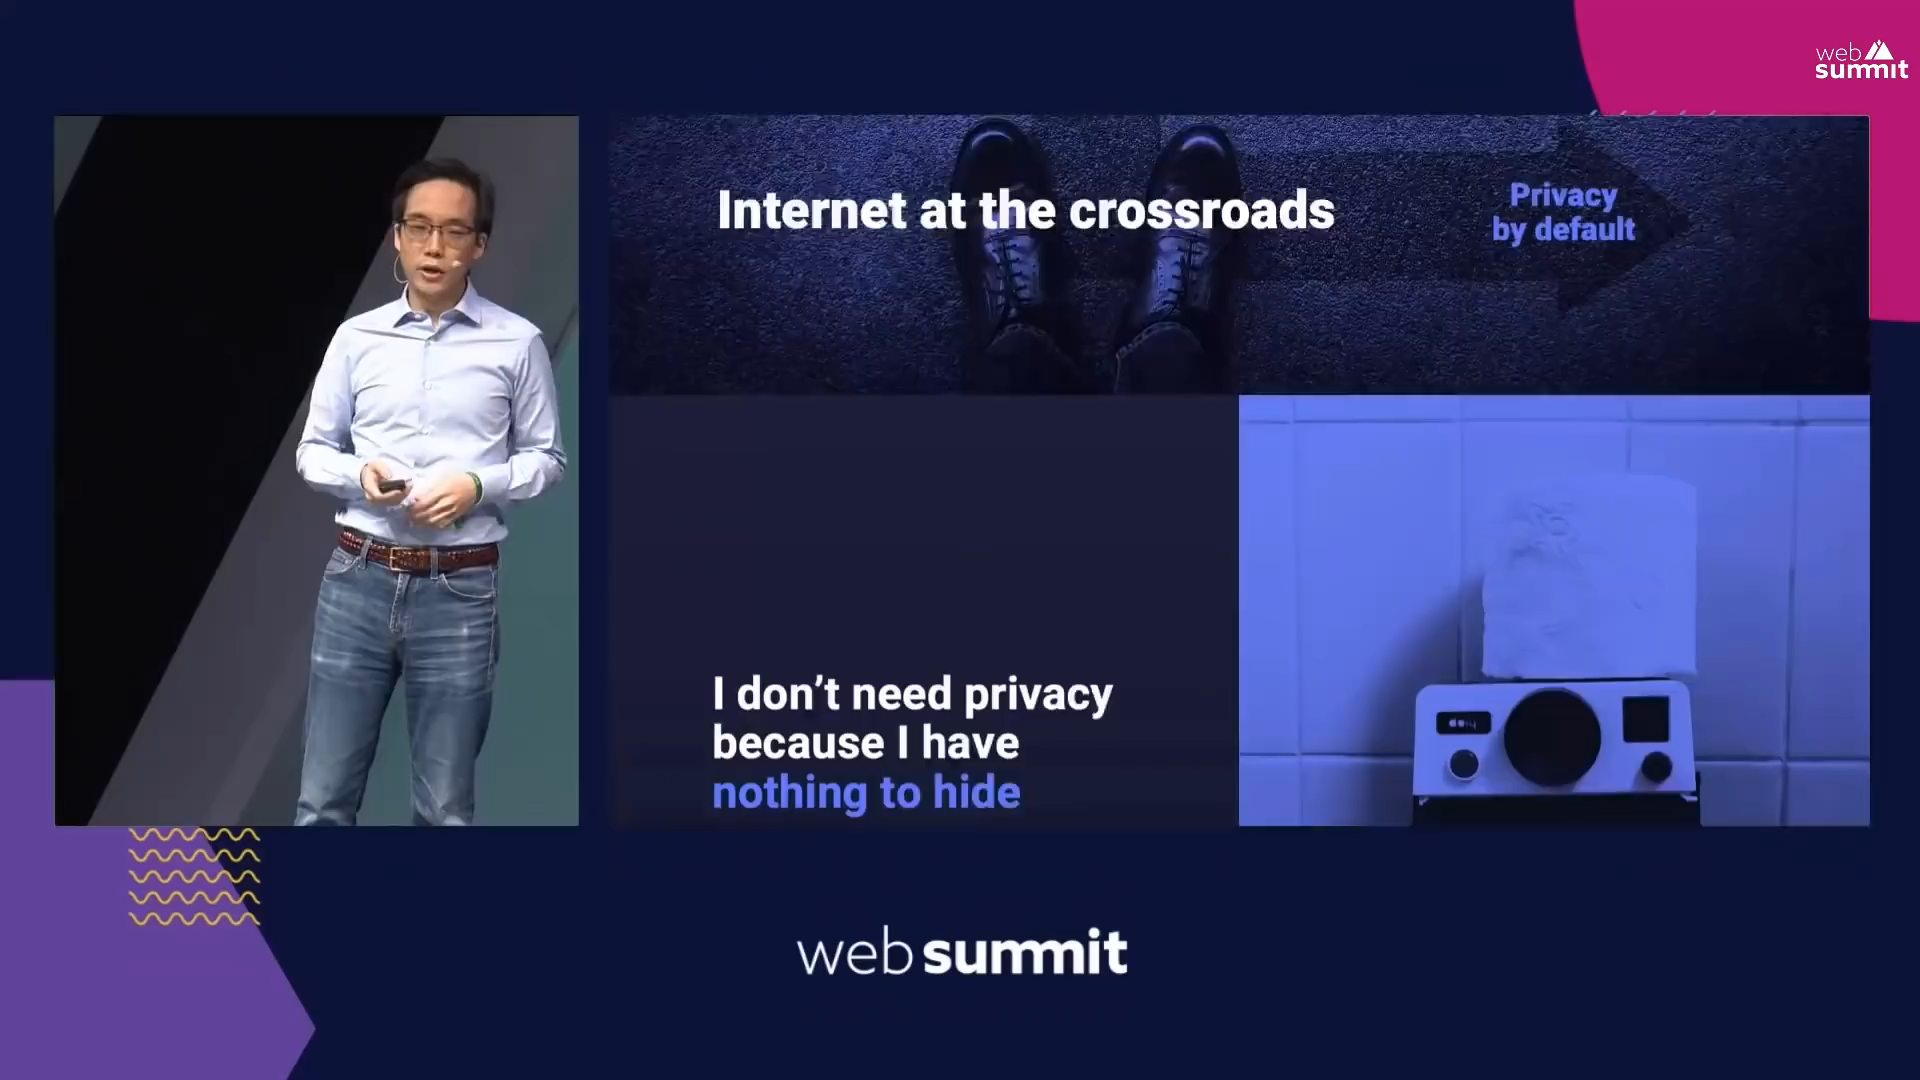 web
summit
Internet at the crossroads
Privacy
by default
I don’t need privacy
because I have
nothing to hide
web summit